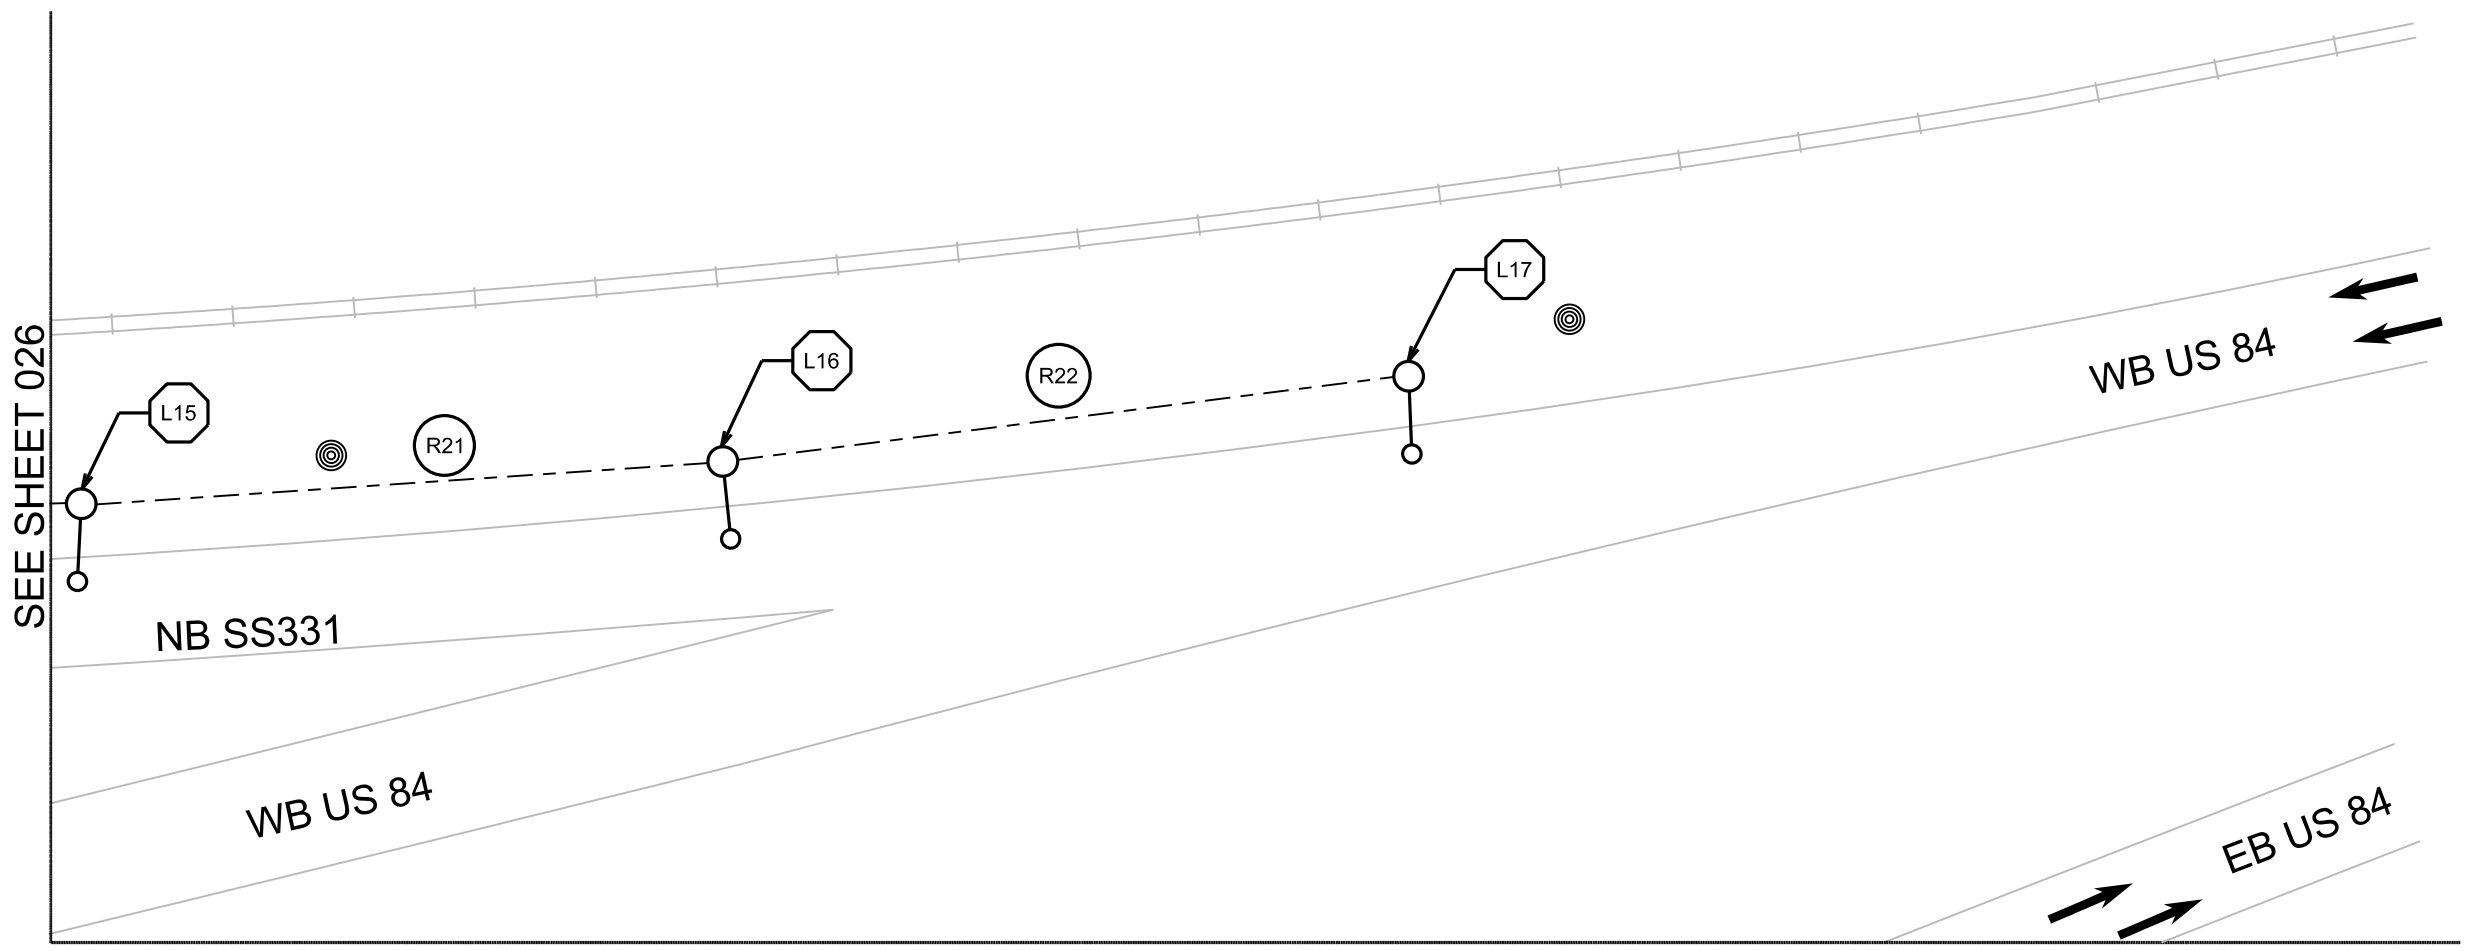 SEE SHEET 026
L17
L16
R22
L15
R21
WB US 84
NB SS331
WB US 84
EB US 84